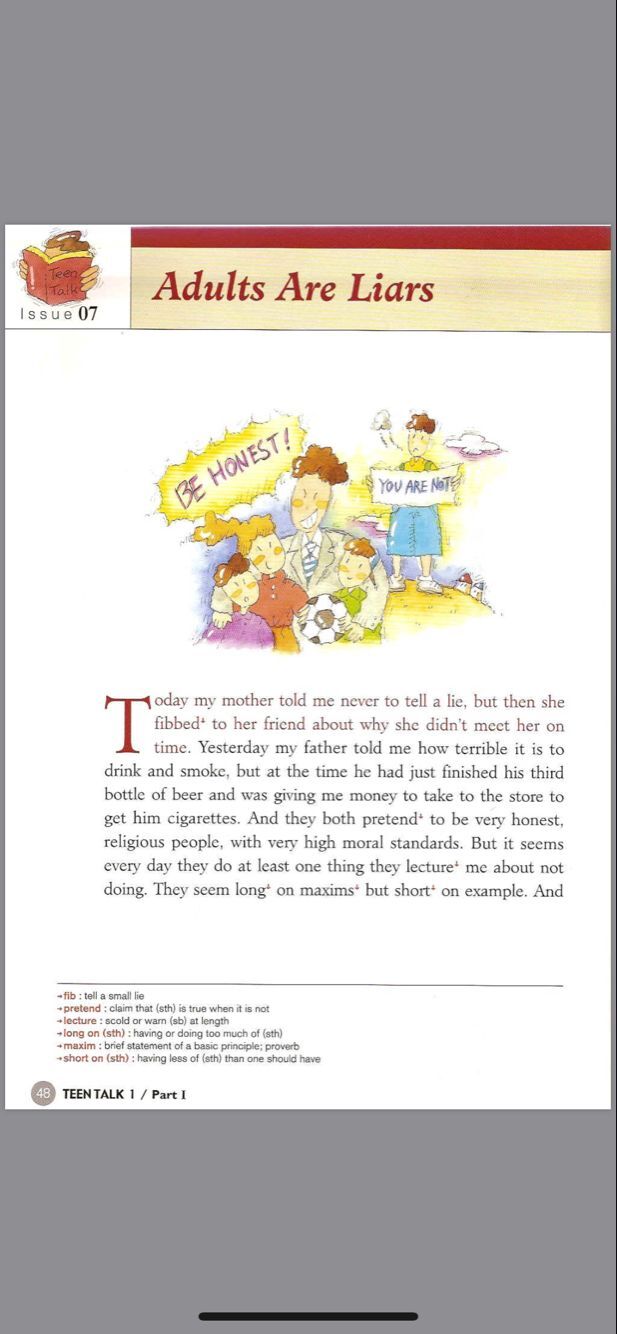 Teen
Talk
Issue 07
Adults Are Liars
BE HONEST!
YOU ARE NOT!
Today my mother told me never to tell a lie, but then she
fibbed⁺ to her friend about why she didn't meet her on
time. Yesterday my father told me how terrible it is to
drink and smoke, but at the time he had just finished his third
bottle of beer and was giving me money to take to the store to
get him cigarettes. And they both pretend⁺ to be very honest,
religious people, with very high moral standards. But it seems
every day they do at least one thing they lecture⁺ me about not
doing. They seem long⁺ on maxims⁺ but short⁺ on example. And
→fib : tell a small lie
→pretend : claim that (sth) is true when it is not
→lecture : scold or warn (sb) at length
→long on (sth) : having or doing too much of (sth)
→maxim : brief statement of a basic principle; proverb
→short on (sth) : having less of (sth) than one should have
48 TEEN TALK 1 / Part I